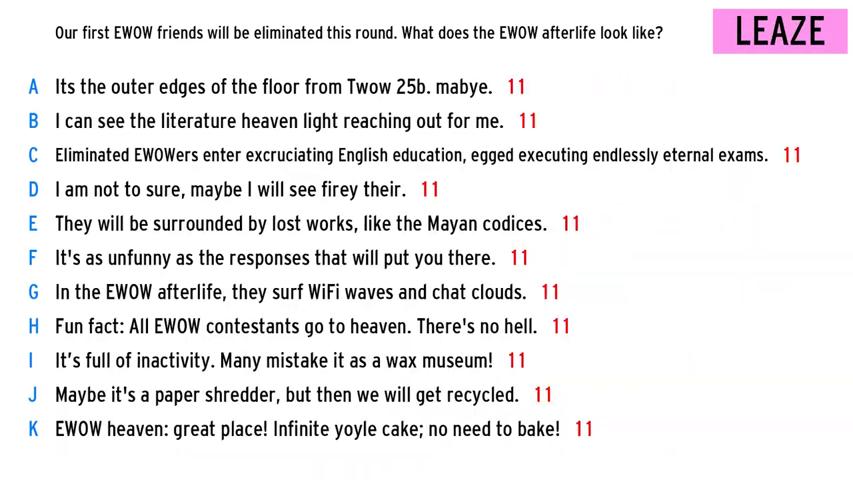 Our first EWOW friends will be eliminated this round. What does the EWOW afterlife look like?
LEAZE
A Its the outer edges of the floor from Twow 25b. mabye. 11
B I can see the literature heaven light reaching out for me. 11
C Eliminated EWOWers enter excruciating English education, egged executing endlessly eternal exams. 11
D I am not to sure, maybe I will see firey their. 11
E They will be surrounded by lost works, like the Mayan codices. 11
F It's as unfunny as the responses that will put you there. 11
G In the EWOW afterlife, they surf WiFi waves and chat clouds. 11
H Fun fact: All EWOW contestants go to heaven. There's no hell. 11
I It’s full of inactivity. Many mistake it as a wax museum! 11
J Maybe it's a paper shredder, but then we will get recycled. 11
K EWOW heaven: great place! Infinite yoyle cake; no need to bake! 11